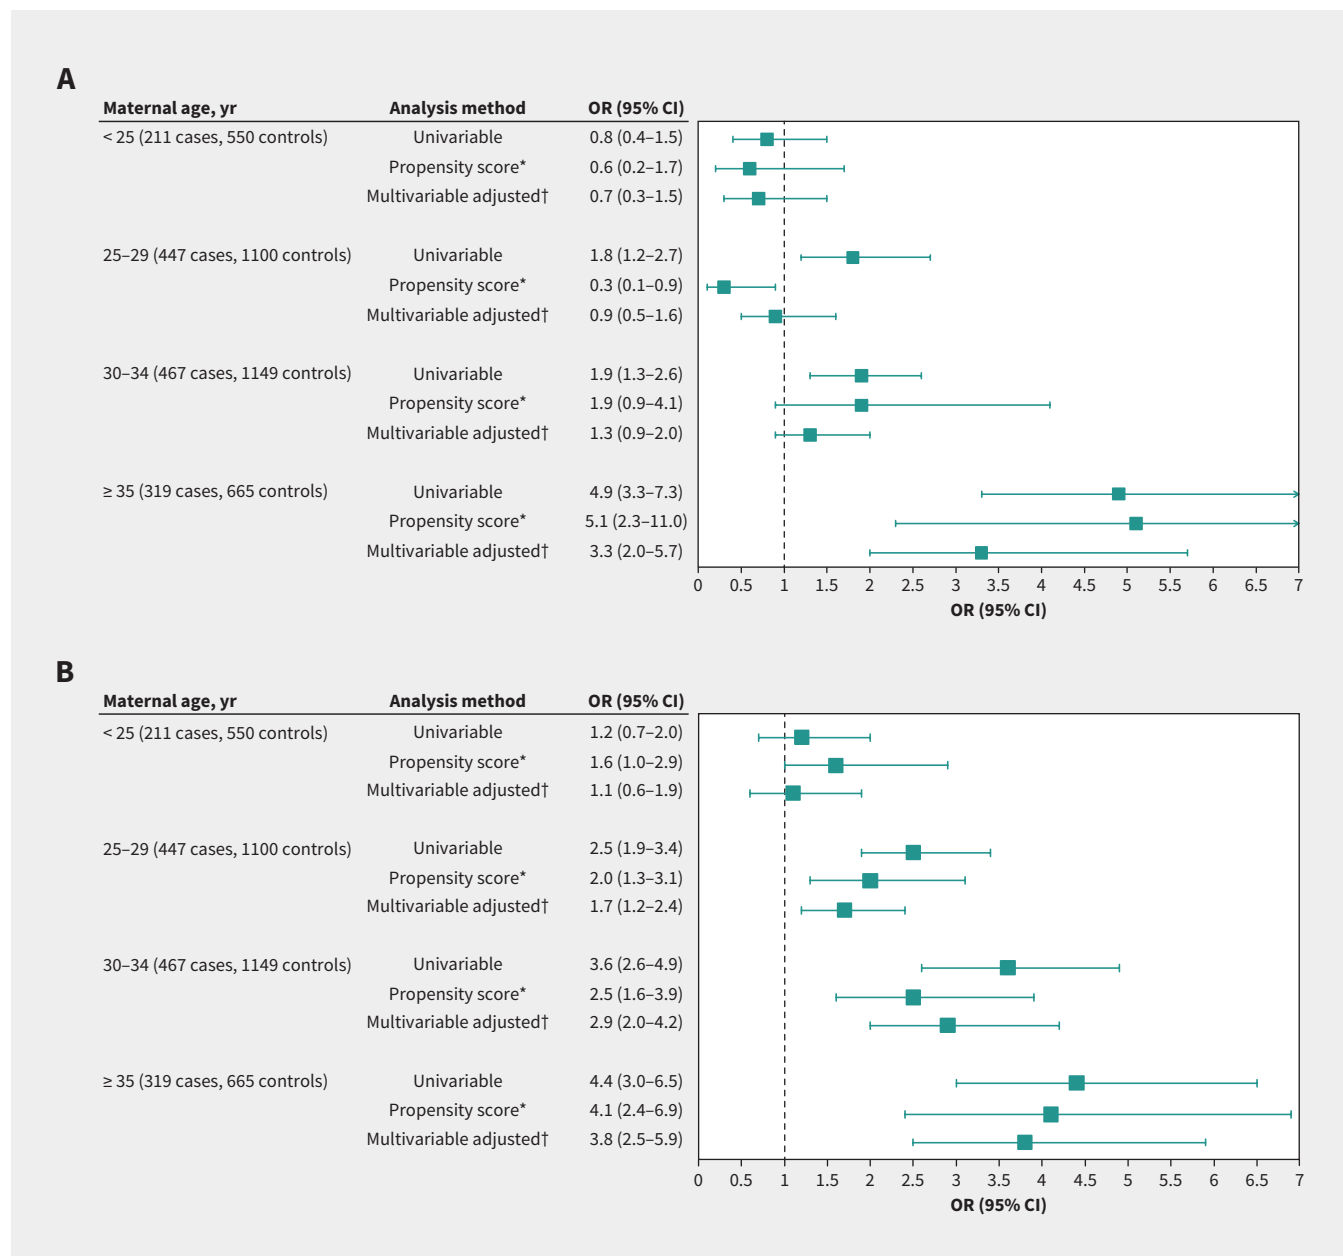 A
Maternal age, yr Analysis method OR (95% CI)
< 25 (211 cases, 550 controls) Univariable 0.8 (0.4–1.5)
Propensity score* 0.6 (0.2–1.7)
Multivariable adjusted† 0.7 (0.3–1.5)
25–29 (447 cases, 1100 controls) Univariable 1.8 (1.2–2.7)
Propensity score* 0.3 (0.1–0.9)
Multivariable adjusted† 0.9 (0.5–1.6)
30–34 (467 cases, 1149 controls) Univariable 1.9 (1.3–2.6)
Propensity score* 1.9 (0.9–4.1)
Multivariable adjusted† 1.3 (0.9–2.0)
≥ 35 (319 cases, 665 controls) Univariable 4.9 (3.3–7.3)
Propensity score* 5.1 (2.3–11.0)
Multivariable adjusted† 3.3 (2.0–5.7)
0 0.5 1 1.5 2 2.5 3 3.5 4 4.5 5 5.5 6 6.5 7
OR (95% CI)
B
Maternal age, yr Analysis method OR (95% CI)
< 25 (211 cases, 550 controls) Univariable 1.2 (0.7–2.0)
Propensity score* 1.6 (1.0–2.9)
Multivariable adjusted† 1.1 (0.6–1.9)
25–29 (447 cases, 1100 controls) Univariable 2.5 (1.9–3.4)
Propensity score* 2.0 (1.3–3.1)
Multivariable adjusted† 1.7 (1.2–2.4)
30–34 (467 cases, 1149 controls) Univariable 3.6 (2.6–4.9)
Propensity score* 2.5 (1.6–3.9)
Multivariable adjusted† 2.9 (2.0–4.2)
≥ 35 (319 cases, 665 controls) Univariable 4.4 (3.0–6.5)
Propensity score* 4.1 (2.4–6.9)
Multivariable adjusted† 3.8 (2.5–5.9)
0 0.5 1 1.5 2 2.5 3 3.5 4 4.5 5 5.5 6 6.5 7
OR (95% CI)